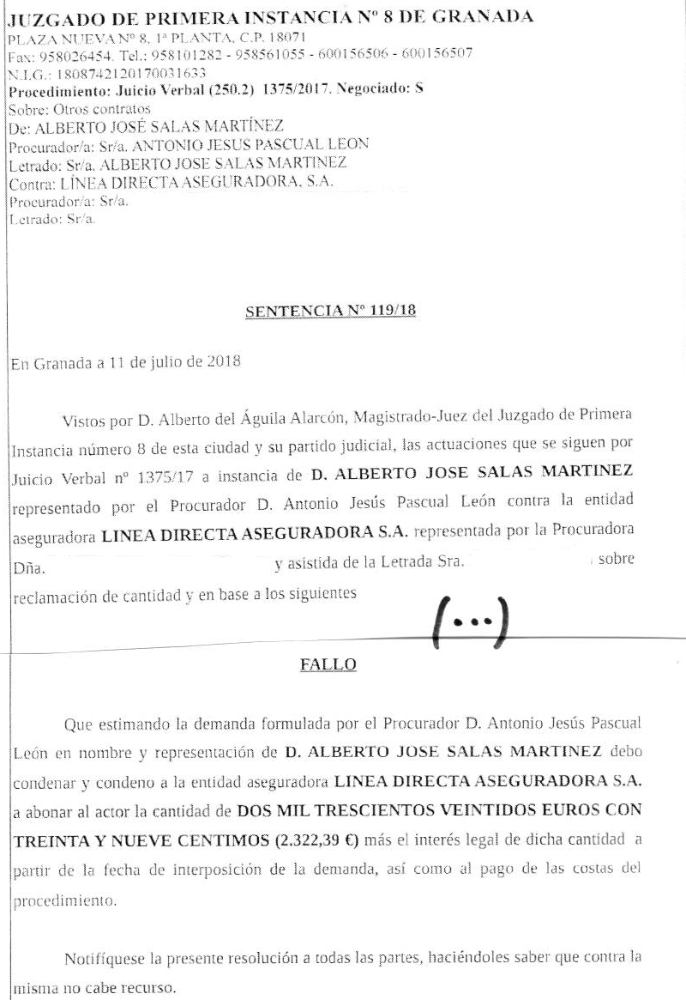 JUZGADO DE PRIMERA INSTANCIA Nº 8 DE GRANADA
PLAZA NUEVA Nº 8, 1ª PLANTA, C.P. 18071
Fax: 958026454. Tel.: 958101282 - 958561055 - 600156506 - 600156507
N.I.G.: 1808742120170031633
Procedimiento: Juicio Verbal (250.2) 1375/2017. Negociado: S
Sobre: Otros contratos
De: ALBERTO JOSÉ SALAS MARTÍNEZ
Procurador/a: Sr/a. ANTONIO JESUS PASCUAL LEON
Letrado: Sr/a. ALBERTO JOSE SALAS MARTINEZ
Contra: LÍNEA DIRECTA ASEGURADORA, S.A.
Procurador/a: Sr/a.
Letrado: Sr/a.
SENTENCIA Nº 119/18
En Granada a 11 de julio de 2018
Vistos por D. Alberto del Águila Alarcón, Magistrado-Juez del Juzgado de Primera
Instancia número 8 de esta ciudad y su partido judicial, las actuaciones que se siguen por
Juicio Verbal nº 1375/17 a instancia de D. ALBERTO JOSE SALAS MARTINEZ
representado por el Procurador D. Antonio Jesús Pascual León contra la entidad
aseguradora LINEA DIRECTA ASEGURADORA S.A. representada por la Procuradora
Dña. y asistida de la Letrada Sra. , sobre
reclamación de cantidad y en base a los siguientes
(...)
FALLO
Que estimando la demanda formulada por el Procurador D. Antonio Jesús Pascual
León en nombre y representación de D. ALBERTO JOSE SALAS MARTINEZ debo
condenar y condeno a la entidad aseguradora LINEA DIRECTA ASEGURADORA S.A.
a abonar al actor la cantidad de DOS MIL TRESCIENTOS VEINTIDOS EUROS CON
TREINTA Y NUEVE CENTIMOS (2.322,39 €) más el interés legal de dicha cantidad a
partir de la fecha de interposición de la demanda, así como al pago de las costas del
procedimiento.
Notifíquese la presente resolución a todas las partes, haciéndoles saber que contra la
misma no cabe recurso.